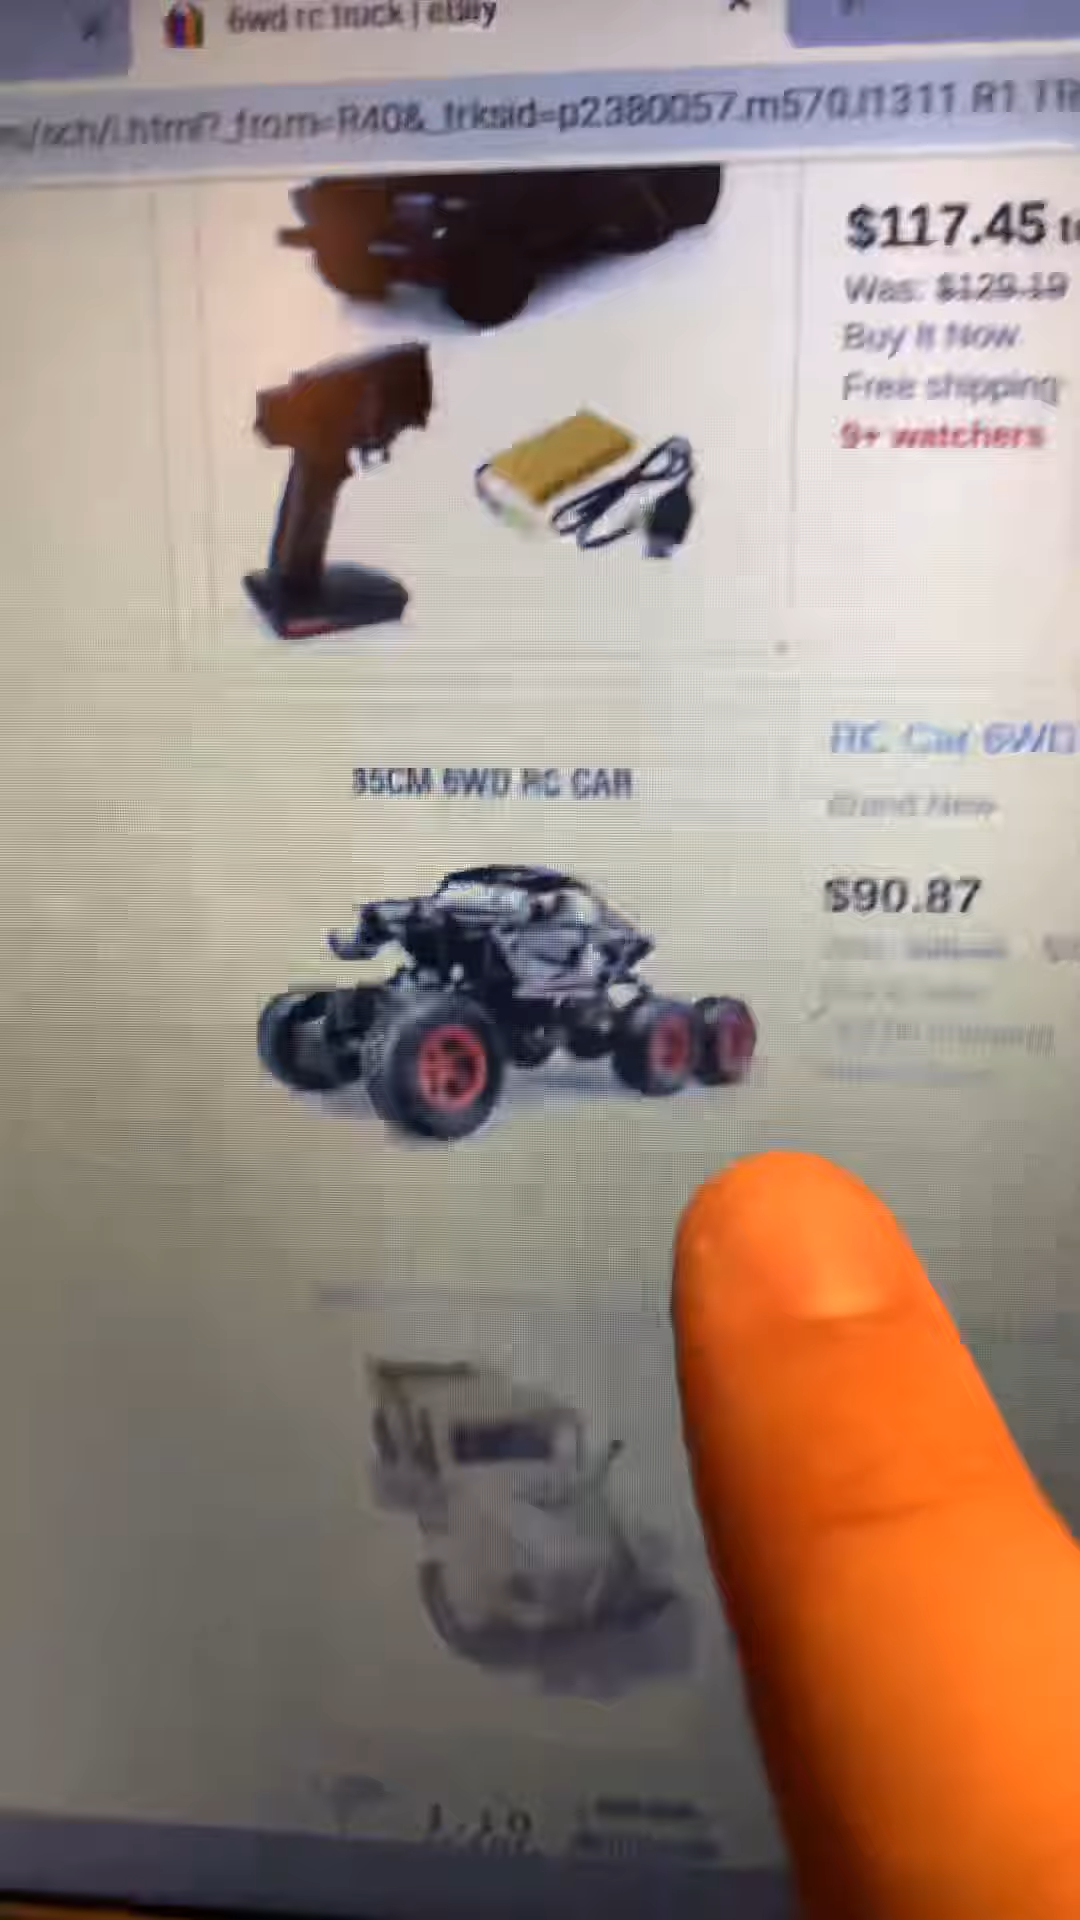 6wd rc truck | eBay
/sch/i.html?_from=R40&_trksid=p2380057.m570.l1311.R1.TR
$117.45 to
Was: $129.19
Buy It Now
Free shipping
9+ watchers
RC Car 6WD
35CM 6WD RC CAR
Brand New
$90.87